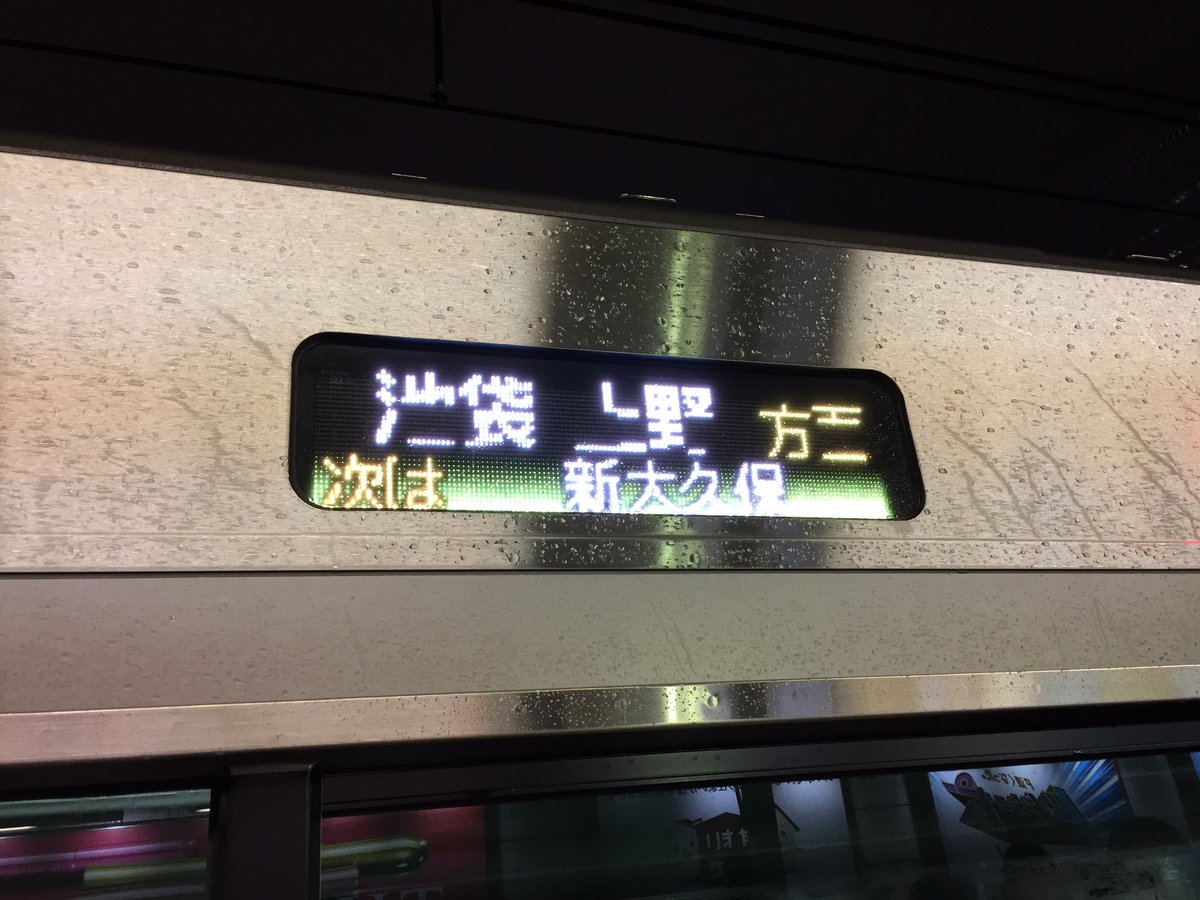 池袋 上野 方面
次は 新大久保